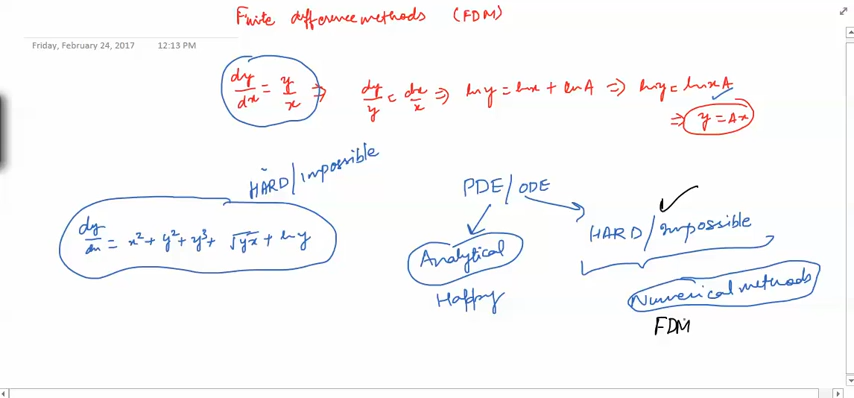 Finite difference methods (FDM)
Friday, February 24, 2017 12:13 PM
dy/dx = y/x ⇒ dy/y = dx/x ⇒ ln y = ln x + ln A ⇒ ln y = ln x A
⇒ y = Ax
HARD/Impossible
dy/dx = x² + y² + y³ + √y²x + ln y
PDE/ODE
Analytical
Happy
HARD/Impossible
Numerical methods
FDM